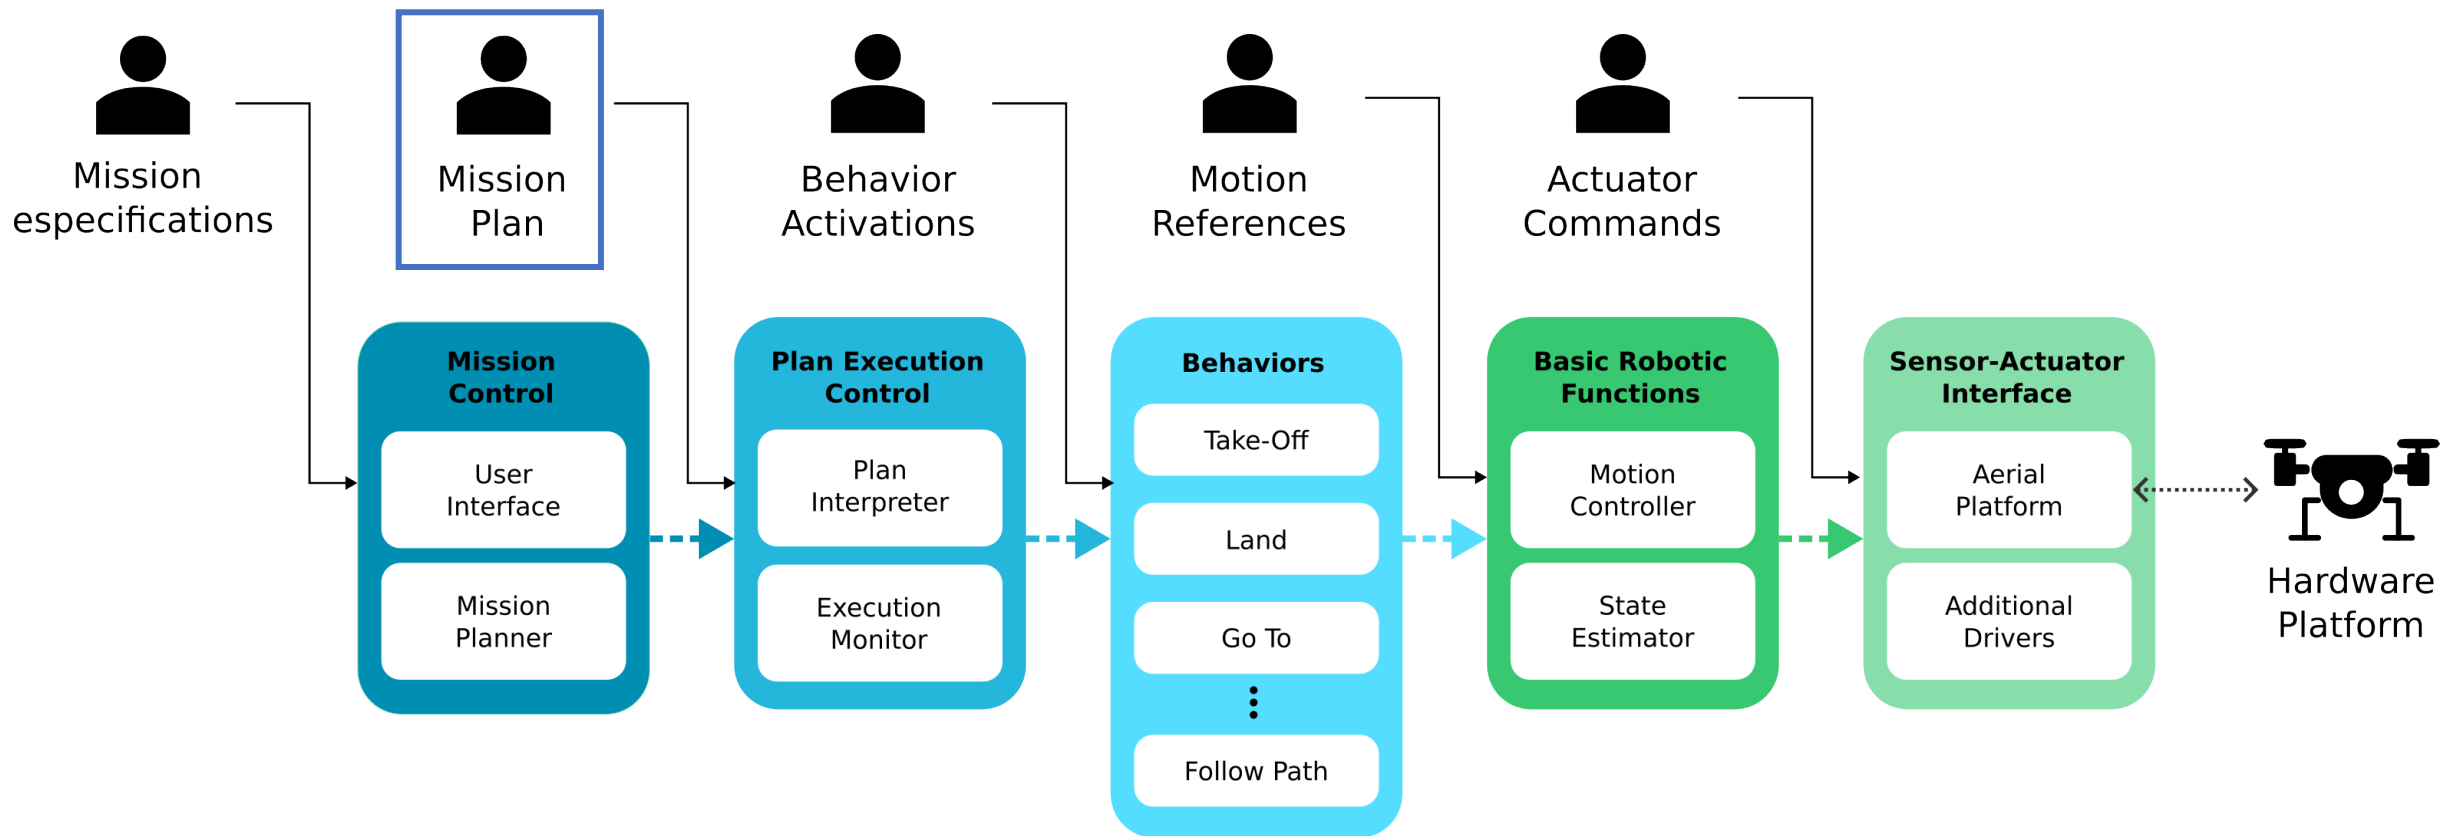 Mission
especifications
Mission
Plan
Behavior
Activations
Motion
References
Actuator
Commands
Mission
Control
User
Interface
Mission
Planner
Plan Execution
Control
Plan
Interpreter
Execution
Monitor
Behaviors
Take-Off
Land
Go To
Follow Path
Basic Robotic
Functions
Motion
Controller
State
Estimator
Sensor-Actuator
Interface
Aerial
Platform
Additional
Drivers
Hardware
Platform